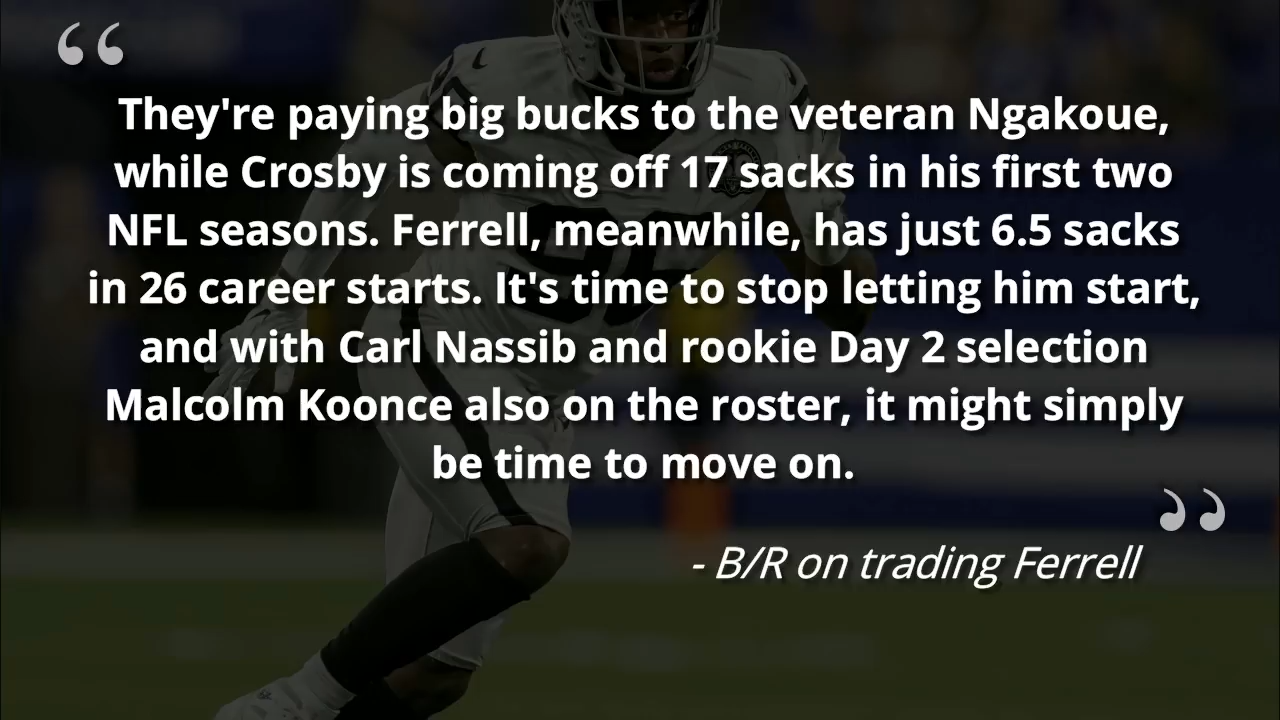 “
They're paying big bucks to the veteran Ngakoue,
while Crosby is coming off 17 sacks in his first two
NFL seasons. Ferrell, meanwhile, has just 6.5 sacks
in 26 career starts. It's time to stop letting him start,
and with Carl Nassib and rookie Day 2 selection
Malcolm Koonce also on the roster, it might simply
be time to move on.
”
- B/R on trading Ferrell